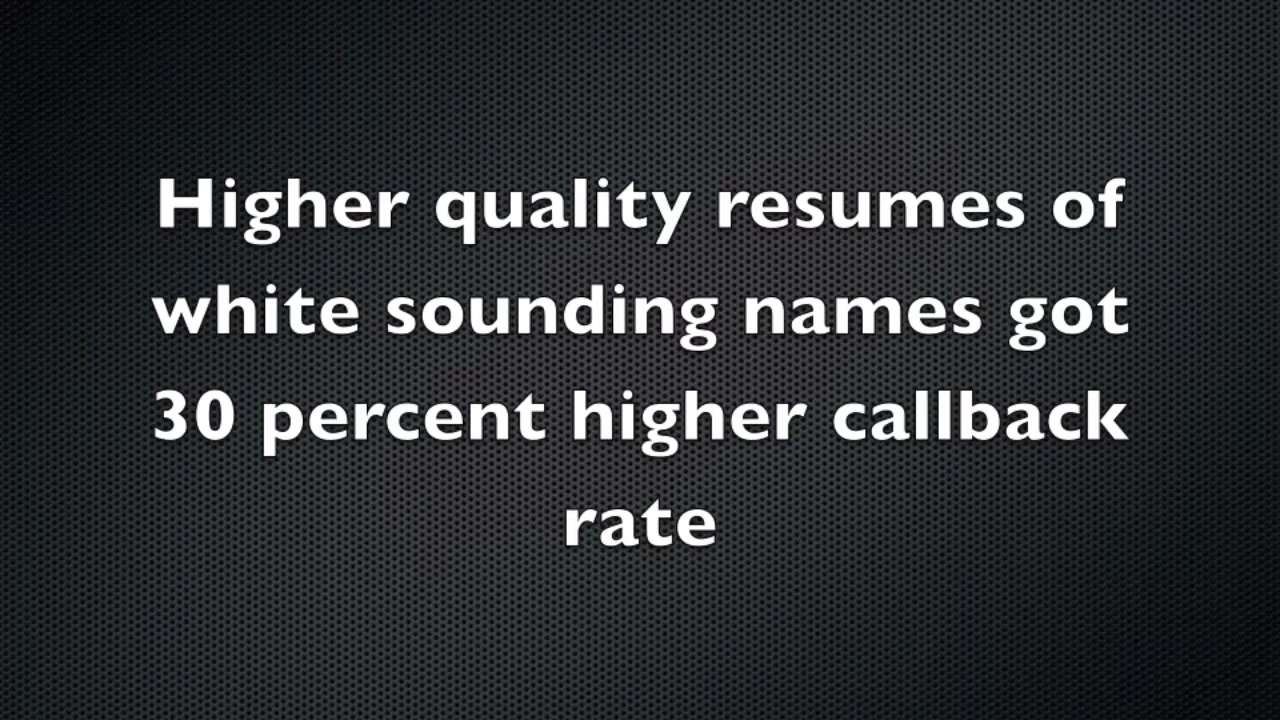 Higher quality resumes of
white sounding names got
30 percent higher callback
rate